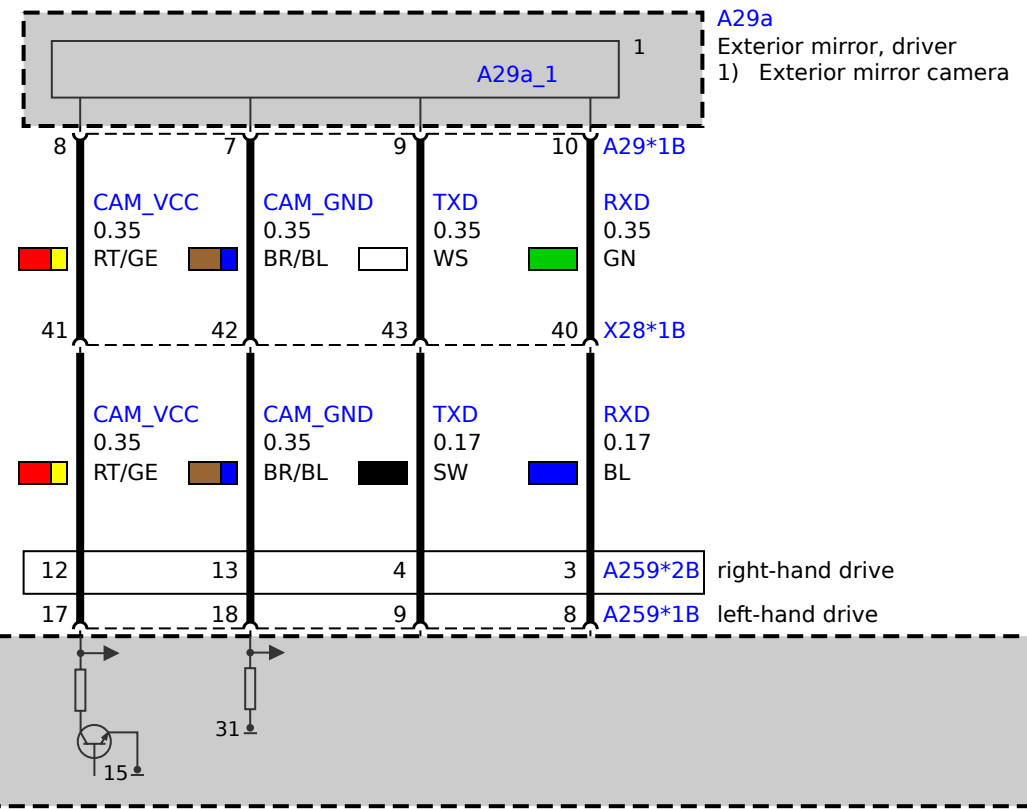 A29a
Exterior mirror, driver
1) Exterior mirror camera
1
A29a_1
8 7 9 10 A29*1B
CAM_VCC CAM_GND TXD RXD
0.35 0.35 0.35 0.35
RT/GE BR/BL WS GN
41 42 43 40 X28*1B
CAM_VCC CAM_GND TXD RXD
0.35 0.35 0.17 0.17
RT/GE BR/BL SW BL
12 13 4 3 A259*2B right-hand drive
17 18 9 8 A259*1B left-hand drive
31
15